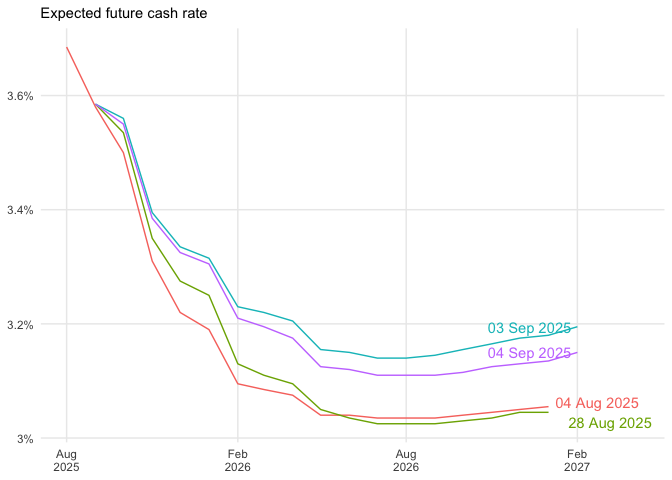 Expected future cash rate
3.6%
3.4%
3.2%
3%
03 Sep 2025
04 Sep 2025
04 Aug 2025
28 Aug 2025
Aug
2025
Feb
2026
Aug
2026
Feb
2027